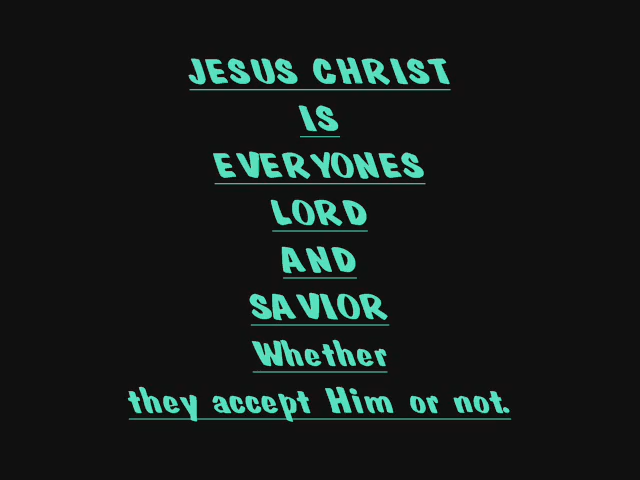 JESUS CHRIST
IS
EVERYONES
LORD
AND
SAVIOR
Whether
they accept Him or not.